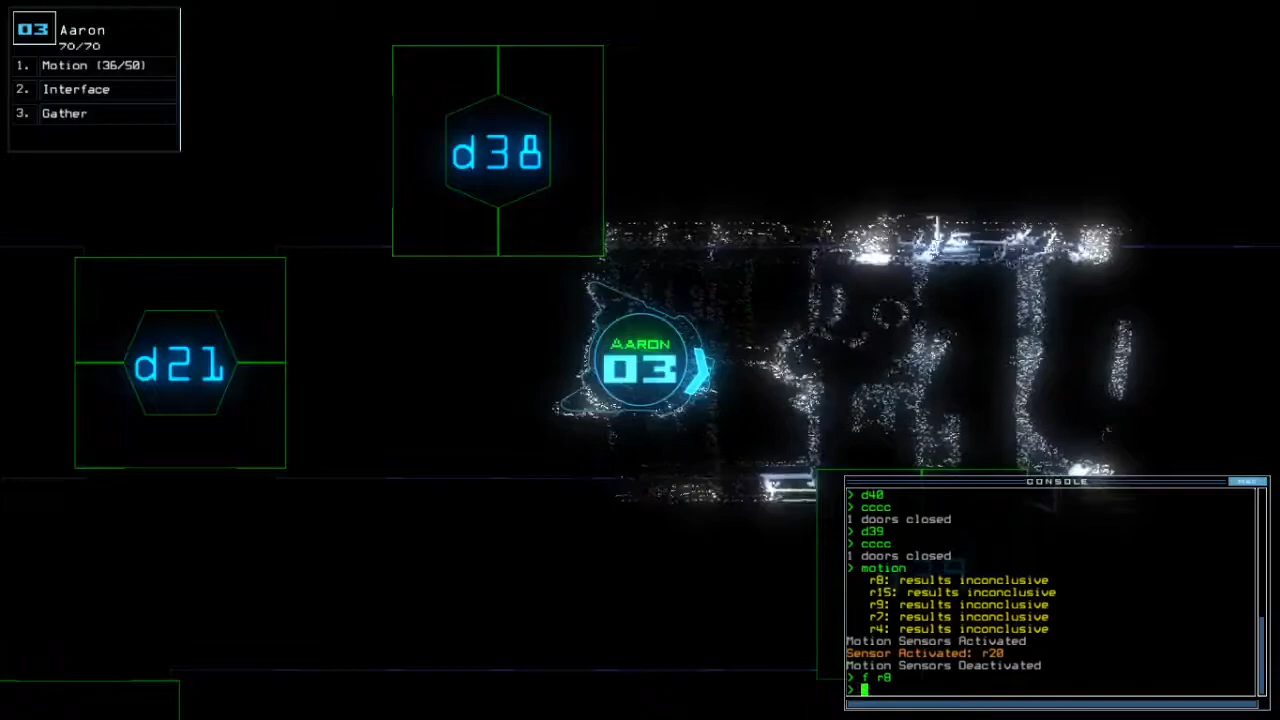 03 Aaron
70/70
1. Motion (36/50)
2. Interface
3. Gather
d38
d21
AARON
03
CONSOLE
> d40
> cccc
1 doors closed
> d39
> cccc
1 doors closed
> motion
r8: results inconclusive
r15: results inconclusive
r9: results inconclusive
r7: results inconclusive
r4: results inconclusive
Motion Sensors Activated
Sensor Activated: r20
Motion Sensors Deactivated
> f r8
>